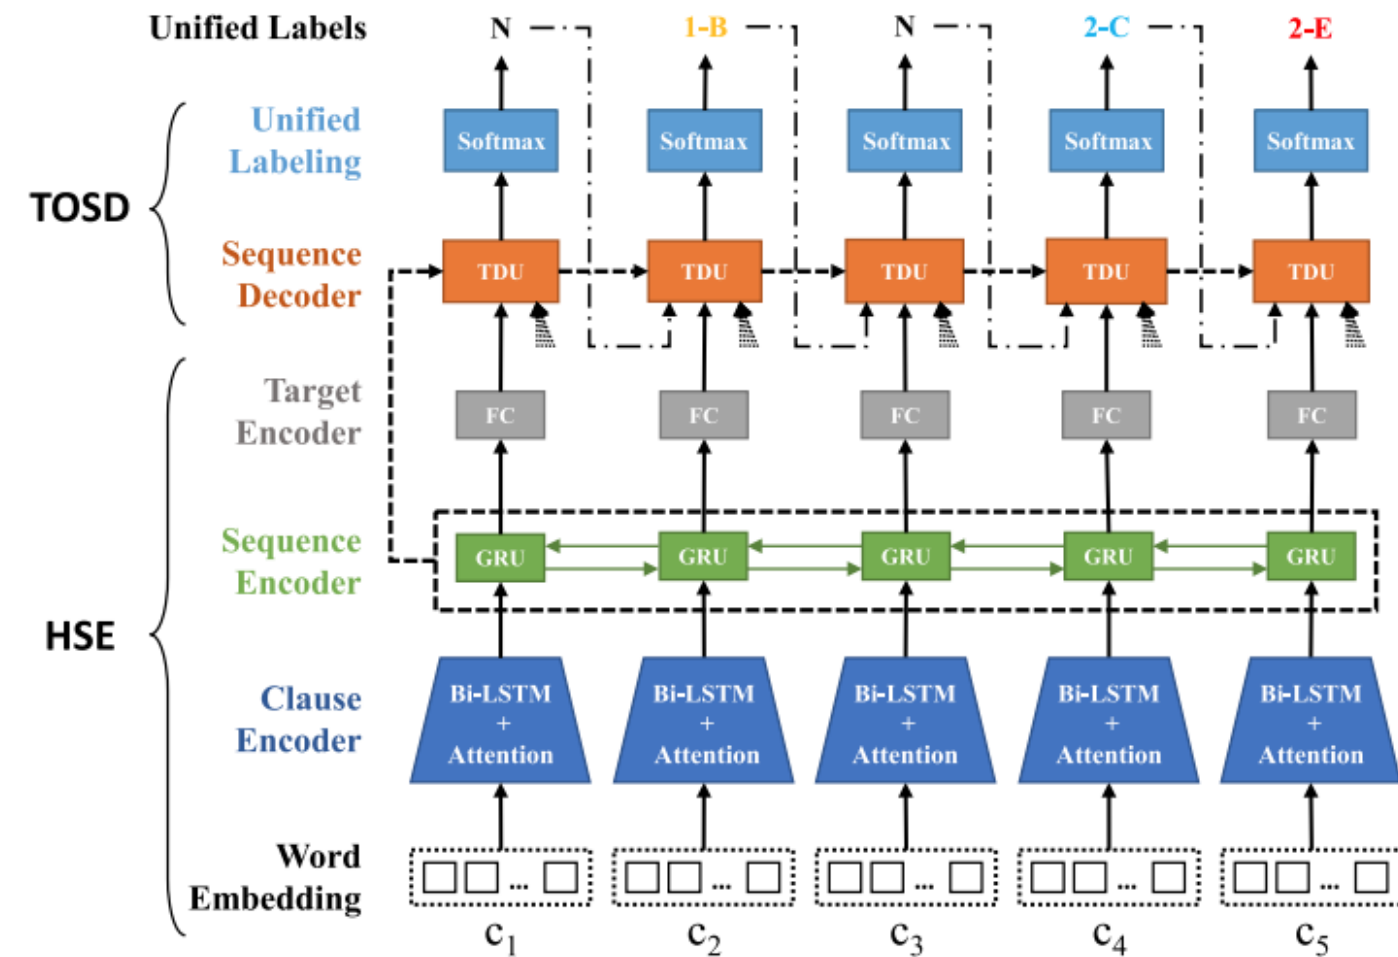 Unified Labels N 1-B N 2-C 2-E
Unified
Labeling
Softmax Softmax Softmax Softmax Softmax
TOSD
Sequence
Decoder
TDU TDU TDU TDU TDU
Target
Encoder
FC FC FC FC FC
Sequence
Encoder
GRU GRU GRU GRU GRU
HSE
Clause
Encoder
Bi-LSTM Bi-LSTM Bi-LSTM Bi-LSTM Bi-LSTM
+ + + + +
Attention Attention Attention Attention Attention
Word
Embedding
... ... ... ... ...
c1 c2 c3 c4 c5